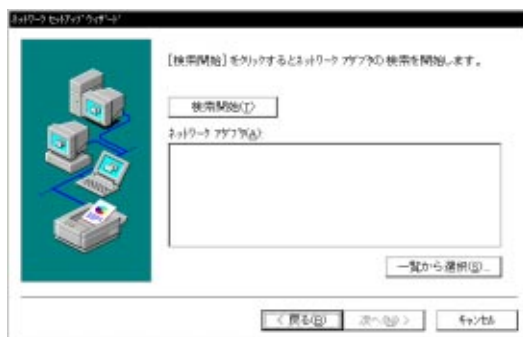 ﾈｯﾄﾜｰｸ ｾｯﾄｱｯﾌﾟ ｳｨｻﾞｰﾄﾞ
[検索開始] をｸﾘｯｸするとﾈｯﾄﾜｰｸ ｱﾀﾞﾌﾟﾀの検索を開始します。
検索開始(T)
ﾈｯﾄﾜｰｸ ｱﾀﾞﾌﾟﾀ(A):
一覧から選択(S)...
< 戻る(B)
次へ(N) >
ｷｬﾝｾﾙ